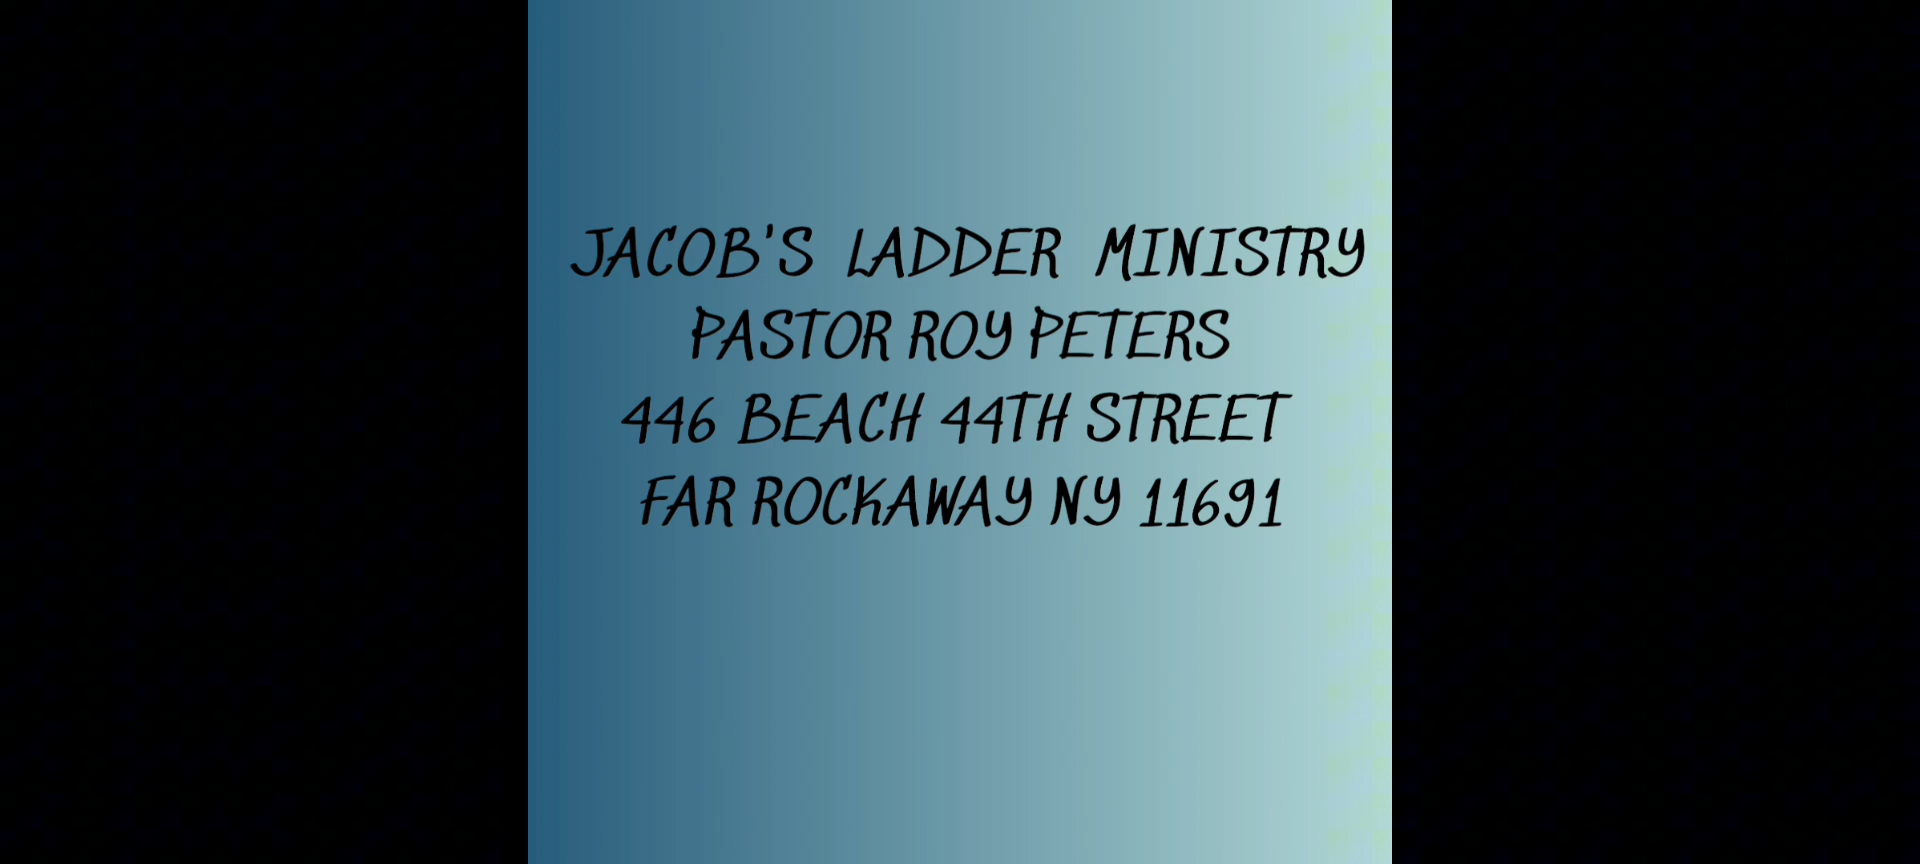 JACOB'S LADDER MINISTRY
PASTOR ROY PETERS
446 BEACH 44TH STREET
FAR ROCKAWAY NY 11691